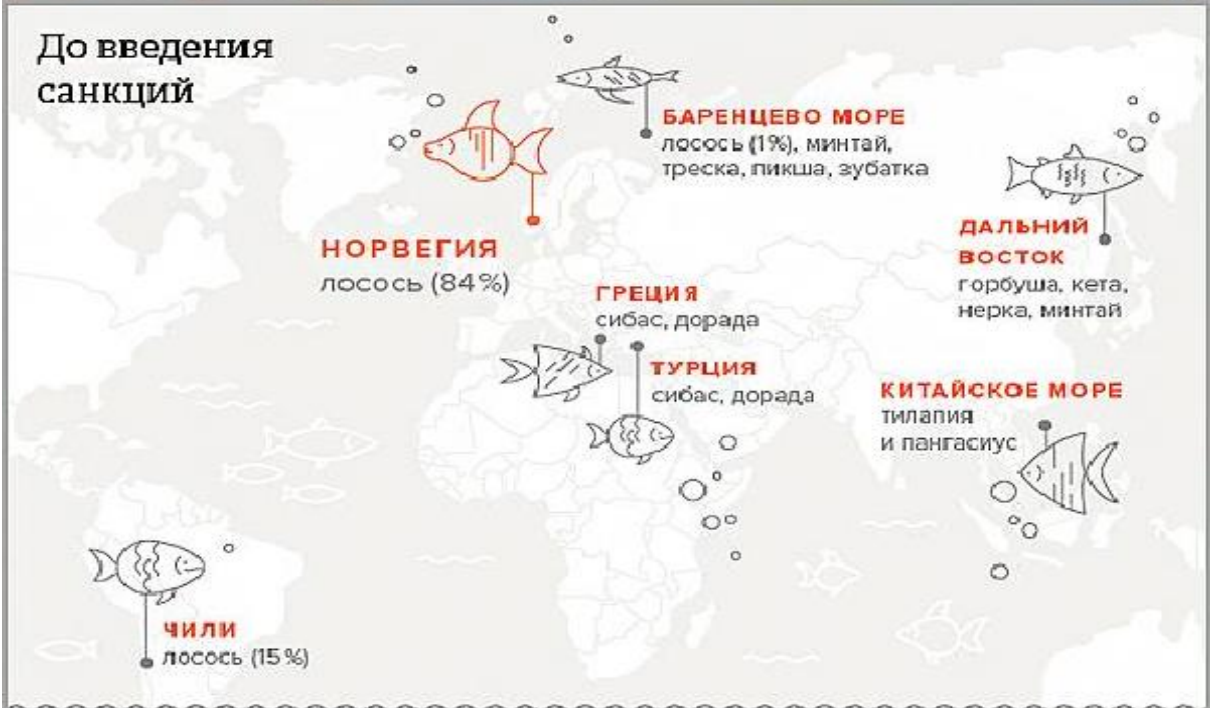 До введения
санкций
БАРЕНЦЕВО МОРЕ
лосось (1%), минтай,
треска, пикша, зубатка
НОРВЕГИЯ
лосось (84%)
ДАЛЬНИЙ
ВОСТОК
горбуша, кета,
нерка, минтай
ГРЕЦИЯ
сибас, дорада
ТУРЦИЯ
сибас, дорада
КИТАЙСКОЕ МОРЕ
тилапия
и пангасиус
ЧИЛИ
лосось (15%)